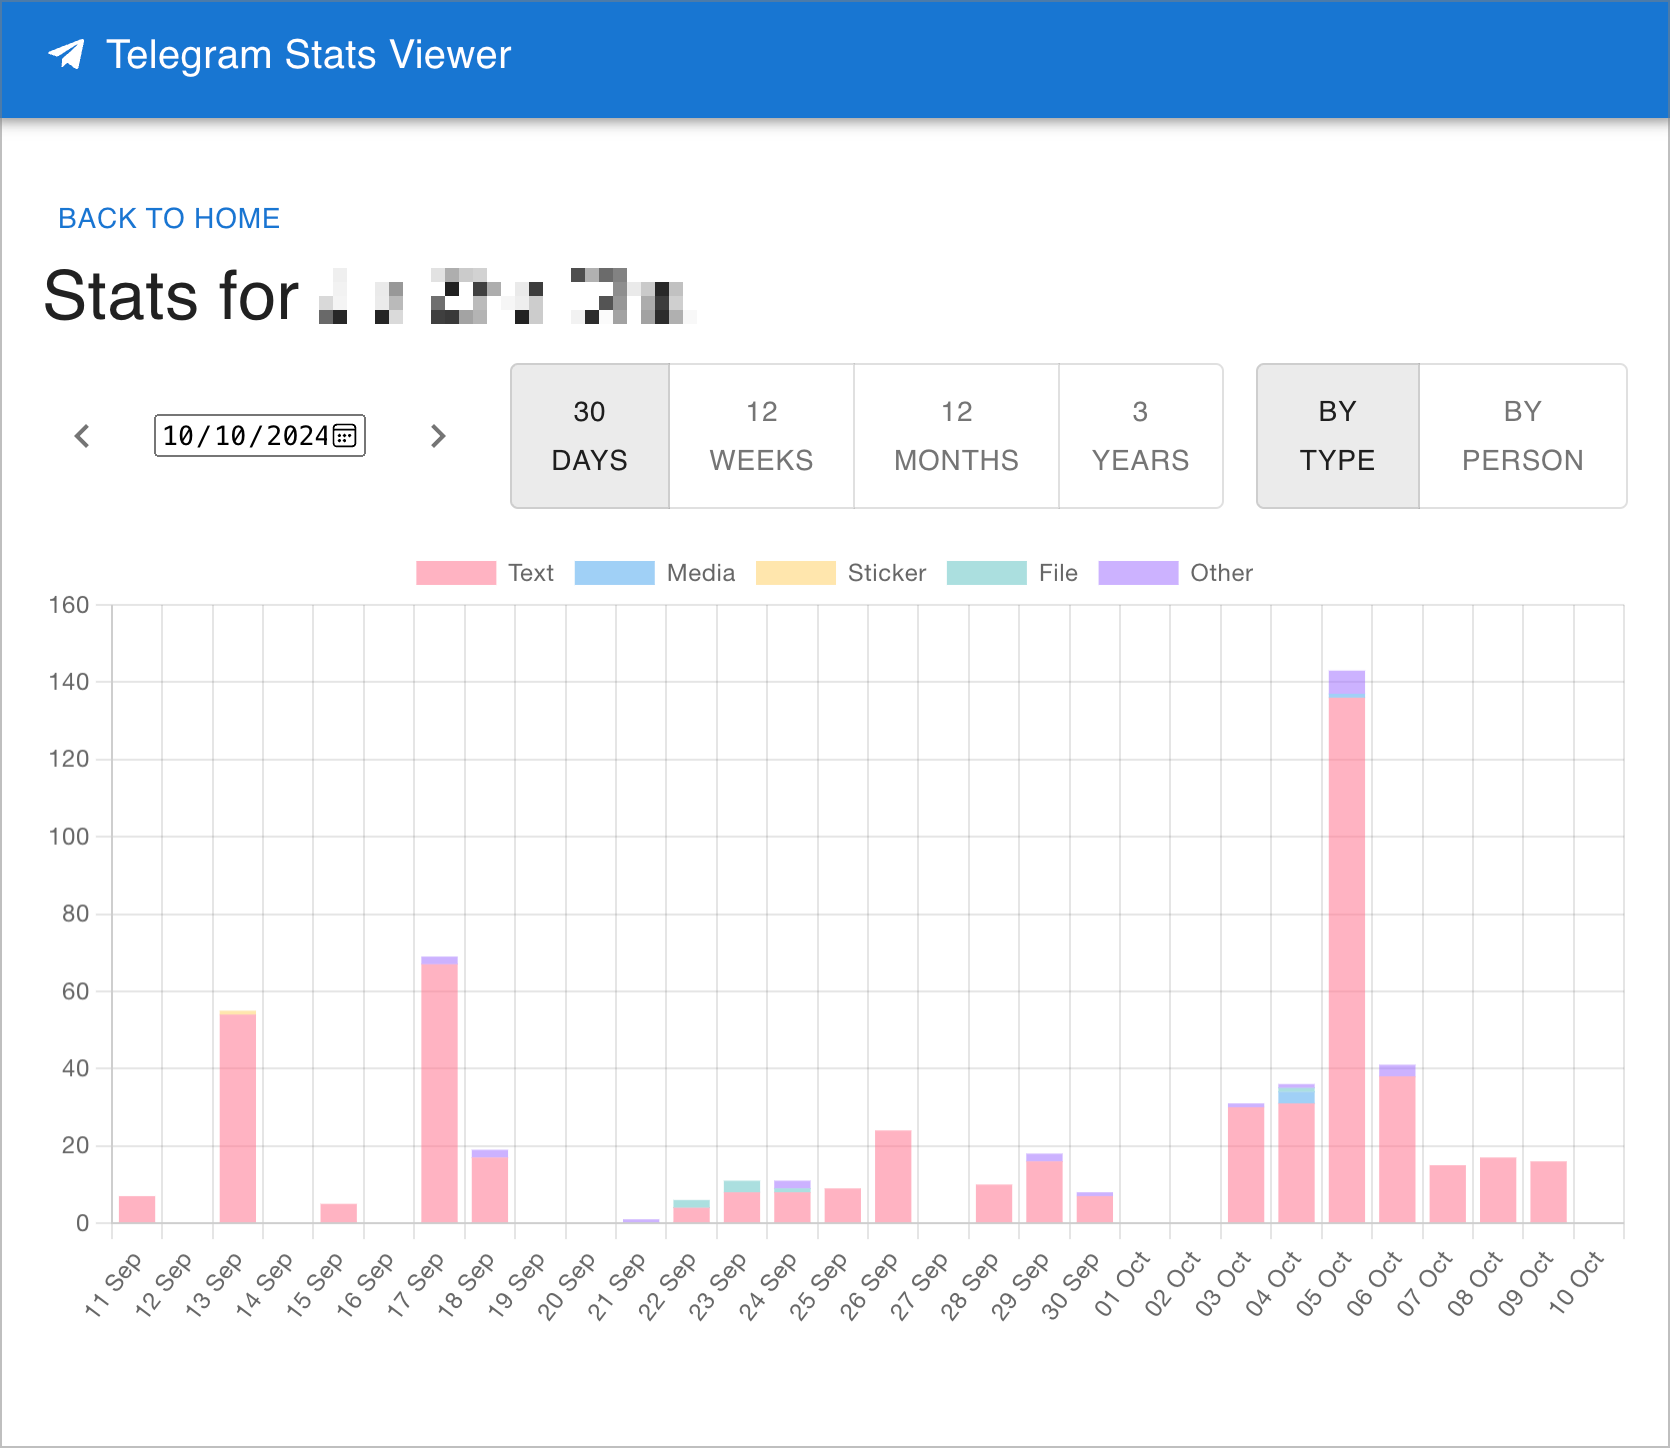 Telegram Stats Viewer
BACK TO HOME
Stats for
10/10/2024
30 DAYS
12 WEEKS
12 MONTHS
3 YEARS
BY TYPE
BY PERSON
Text Media Sticker File Other
160
140
120
100
80
60
40
20
0
11 Sep
12 Sep
13 Sep
14 Sep
15 Sep
16 Sep
17 Sep
18 Sep
19 Sep
20 Sep
21 Sep
22 Sep
23 Sep
24 Sep
25 Sep
26 Sep
27 Sep
28 Sep
29 Sep
30 Sep
01 Oct
02 Oct
03 Oct
04 Oct
05 Oct
06 Oct
07 Oct
08 Oct
09 Oct
10 Oct